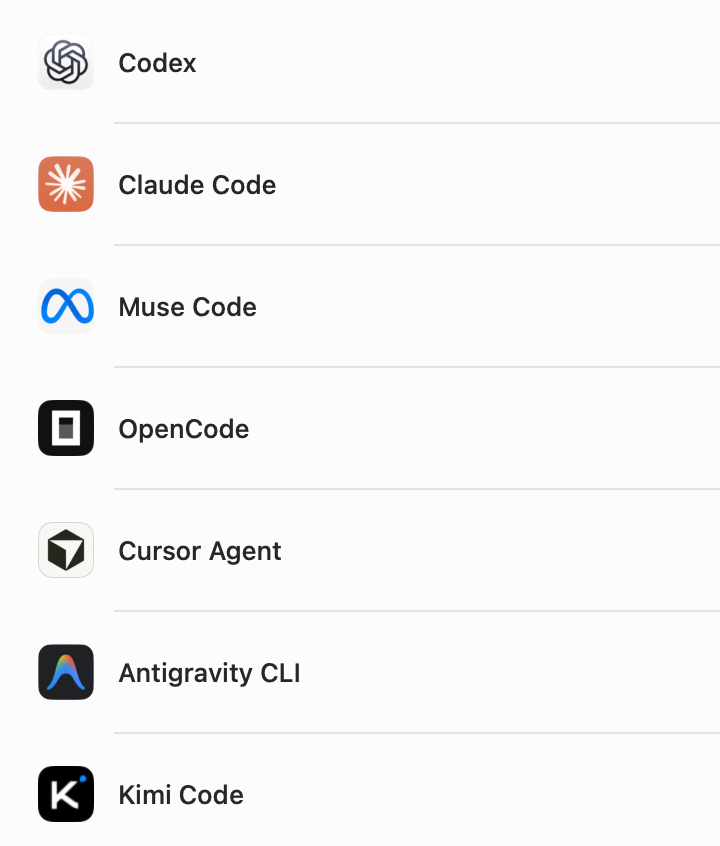 Codex
Claude Code
Muse Code
OpenCode
Cursor Agent
Antigravity CLI
Kimi Code